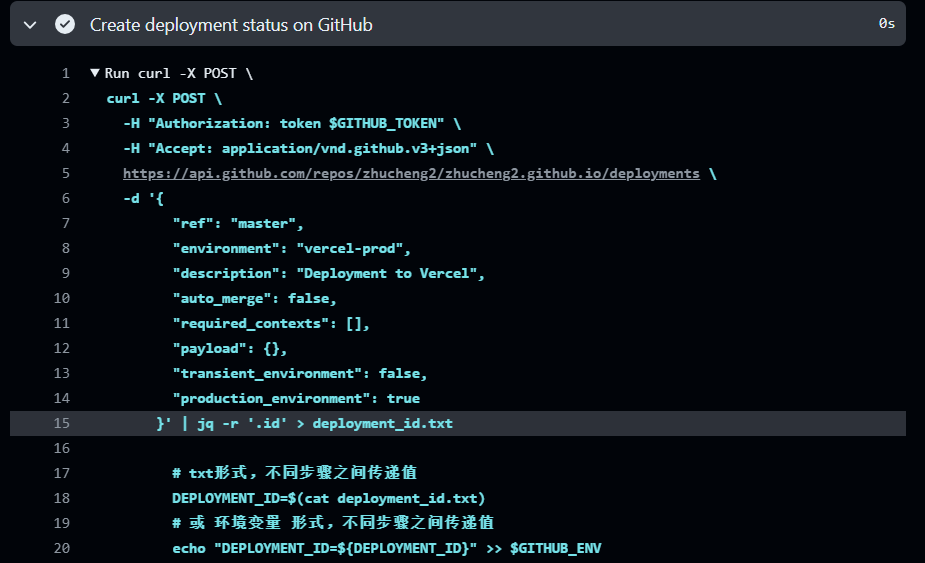 Create deployment status on GitHub 0s
1 ▼ Run curl -X POST \
2 curl -X POST \
3 -H "Authorization: token $GITHUB_TOKEN" \
4 -H "Accept: application/vnd.github.v3+json" \
5 https://api.github.com/repos/zhucheng2/zhucheng2.github.io/deployments \
6 -d '{
7 "ref": "master",
8 "environment": "vercel-prod",
9 "description": "Deployment to Vercel",
10 "auto_merge": false,
11 "required_contexts": [],
12 "payload": {},
13 "transient_environment": false,
14 "production_environment": true
15 }' | jq -r '.id' > deployment_id.txt
16
17 # txt形式，不同步骤之间传递值
18 DEPLOYMENT_ID=$(cat deployment_id.txt)
19 # 或 环境变量 形式，不同步骤之间传递值
20 echo "DEPLOYMENT_ID=${DEPLOYMENT_ID}" >> $GITHUB_ENV